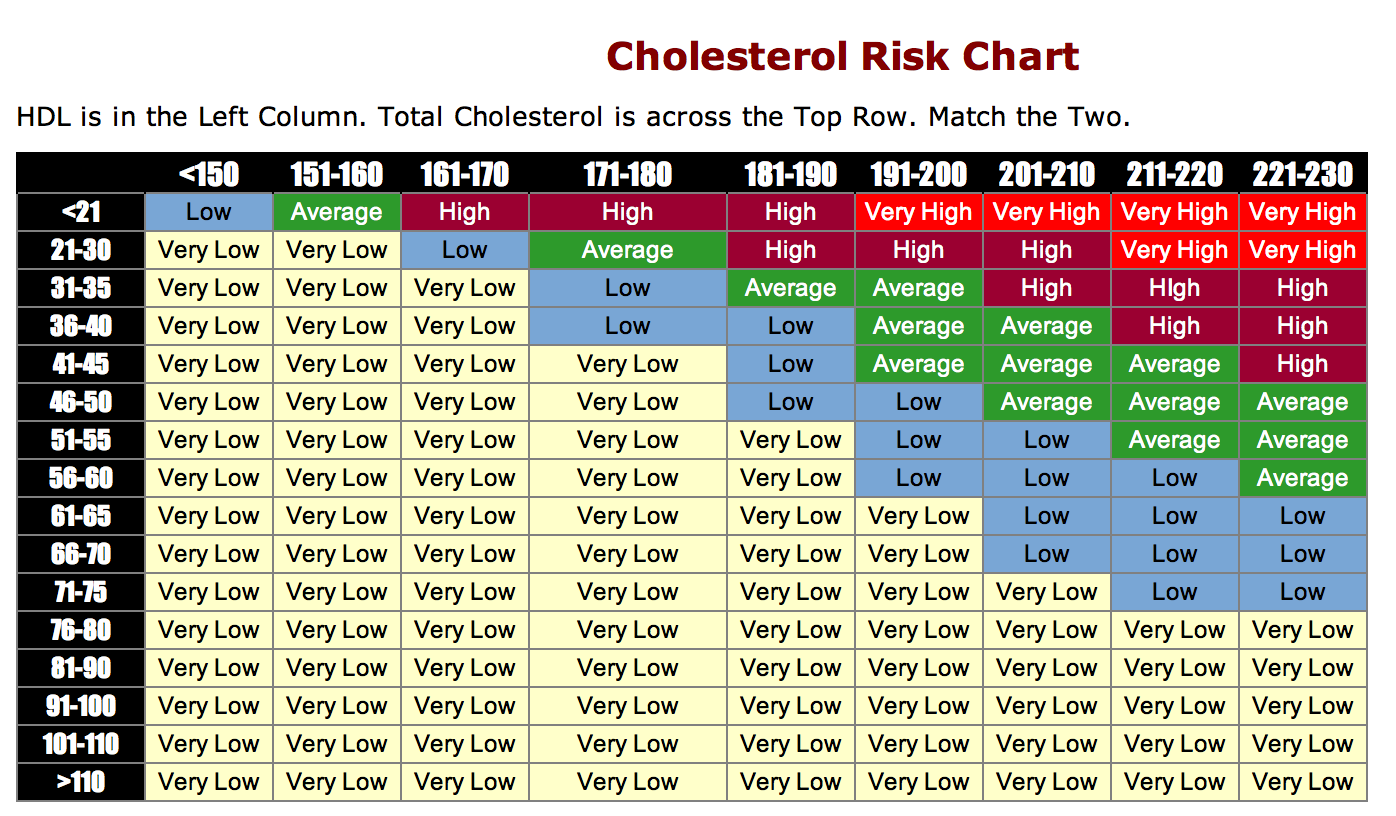 Cholesterol Risk Chart
HDL is in the Left Column. Total Cholesterol is across the Top Row. Match the Two.
<150 151-160 161-170 171-180 181-190 191-200 201-210 211-220 221-230
<21 Low Average High High High Very High Very High Very High Very High
21-30 Very Low Very Low Low Average High High High Very High Very High
31-35 Very Low Very Low Very Low Low Average Average High HIgh High
36-40 Very Low Very Low Very Low Low Low Average Average High High
41-45 Very Low Very Low Very Low Very Low Low Average Average Average High
46-50 Very Low Very Low Very Low Very Low Low Low Average Average Average
51-55 Very Low Very Low Very Low Very Low Very Low Low Low Average Average
56-60 Very Low Very Low Very Low Very Low Very Low Low Low Low Average
61-65 Very Low Very Low Very Low Very Low Very Low Very Low Low Low Low
66-70 Very Low Very Low Very Low Very Low Very Low Very Low Low Low Low
71-75 Very Low Very Low Very Low Very Low Very Low Very Low Very Low Low Low
76-80 Very Low Very Low Very Low Very Low Very Low Very Low Very Low Very Low Very Low
81-90 Very Low Very Low Very Low Very Low Very Low Very Low Very Low Very Low Very Low
91-100 Very Low Very Low Very Low Very Low Very Low Very Low Very Low Very Low Very Low
101-110 Very Low Very Low Very Low Very Low Very Low Very Low Very Low Very Low Very Low
>110 Very Low Very Low Very Low Very Low Very Low Very Low Very Low Very Low Very Low